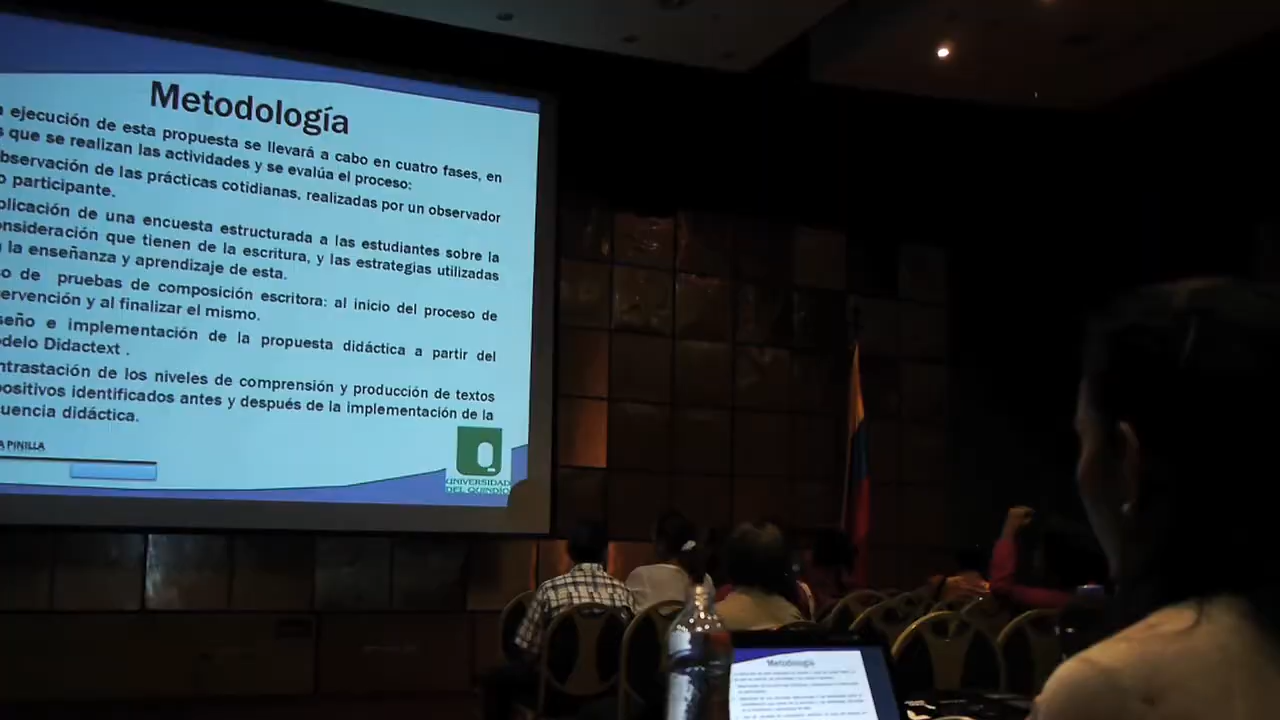 Metodología
ejecución de esta propuesta se llevará a cabo en cuatro fases, en
que se realizan las actividades y se evalúa el proceso:
bservación de las prácticas cotidianas, realizadas por un observador
o participante.
plicación de una encuesta estructurada a las estudiantes sobre la
onsideración que tienen de la escritura, y las estrategias utilizadas
la enseñanza y aprendizaje de esta.
so de pruebas de composición escritora: al inicio del proceso de
ervención y al finalizar el mismo.
seño e implementación de la propuesta didáctica a partir del
delo Didactext .
ntrastación de los niveles de comprensión y producción de textos
positivos identificados antes y después de la implementación de la
uencia didáctica.
A PINILLA
UNIVERSIDAD
DEL QUINDÍO
Metodología